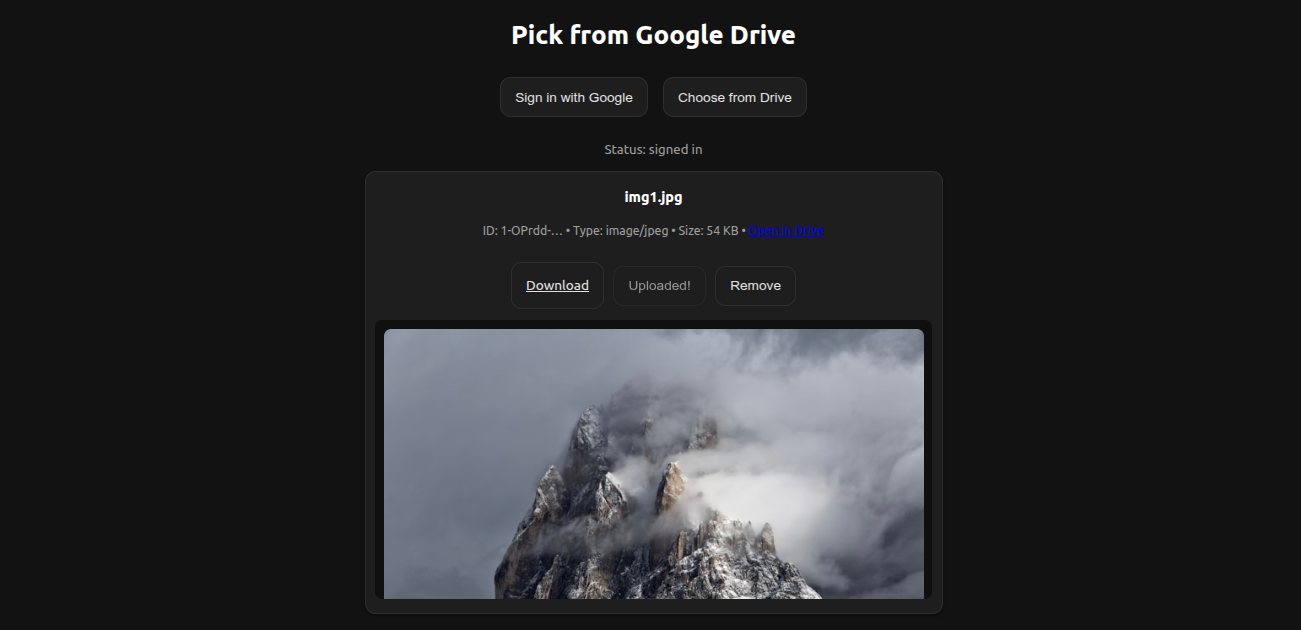 Pick from Google Drive
Sign in with Google
Choose from Drive
Status: signed in
img1.jpg
ID: 1-OPrdd-… • Type: image/jpeg • Size: 54 KB • Open in Drive
Download
Uploaded!
Remove